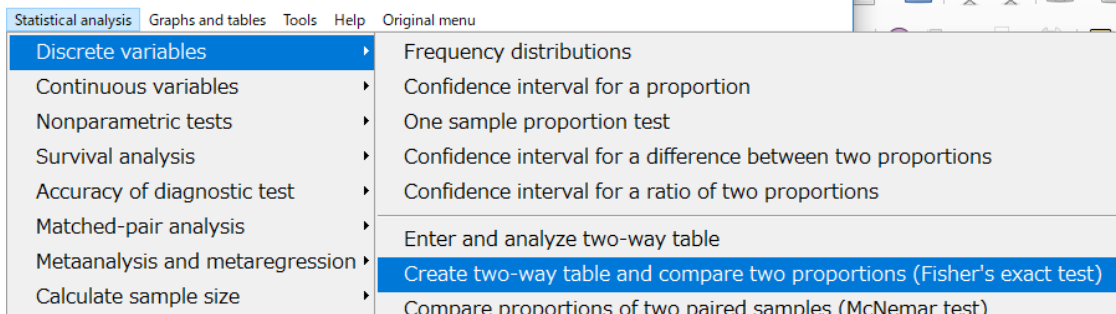 Statistical analysis Graphs and tables Tools Help Original menu
Discrete variables
Continuous variables
Nonparametric tests
Survival analysis
Accuracy of diagnostic test
Matched-pair analysis
Metaanalysis and metaregression
Calculate sample size
Frequency distributions
Confidence interval for a proportion
One sample proportion test
Confidence interval for a difference between two proportions
Confidence interval for a ratio of two proportions
Enter and analyze two-way table
Create two-way table and compare two proportions (Fisher's exact test)
Compare proportions of two paired samples (McNemar test)